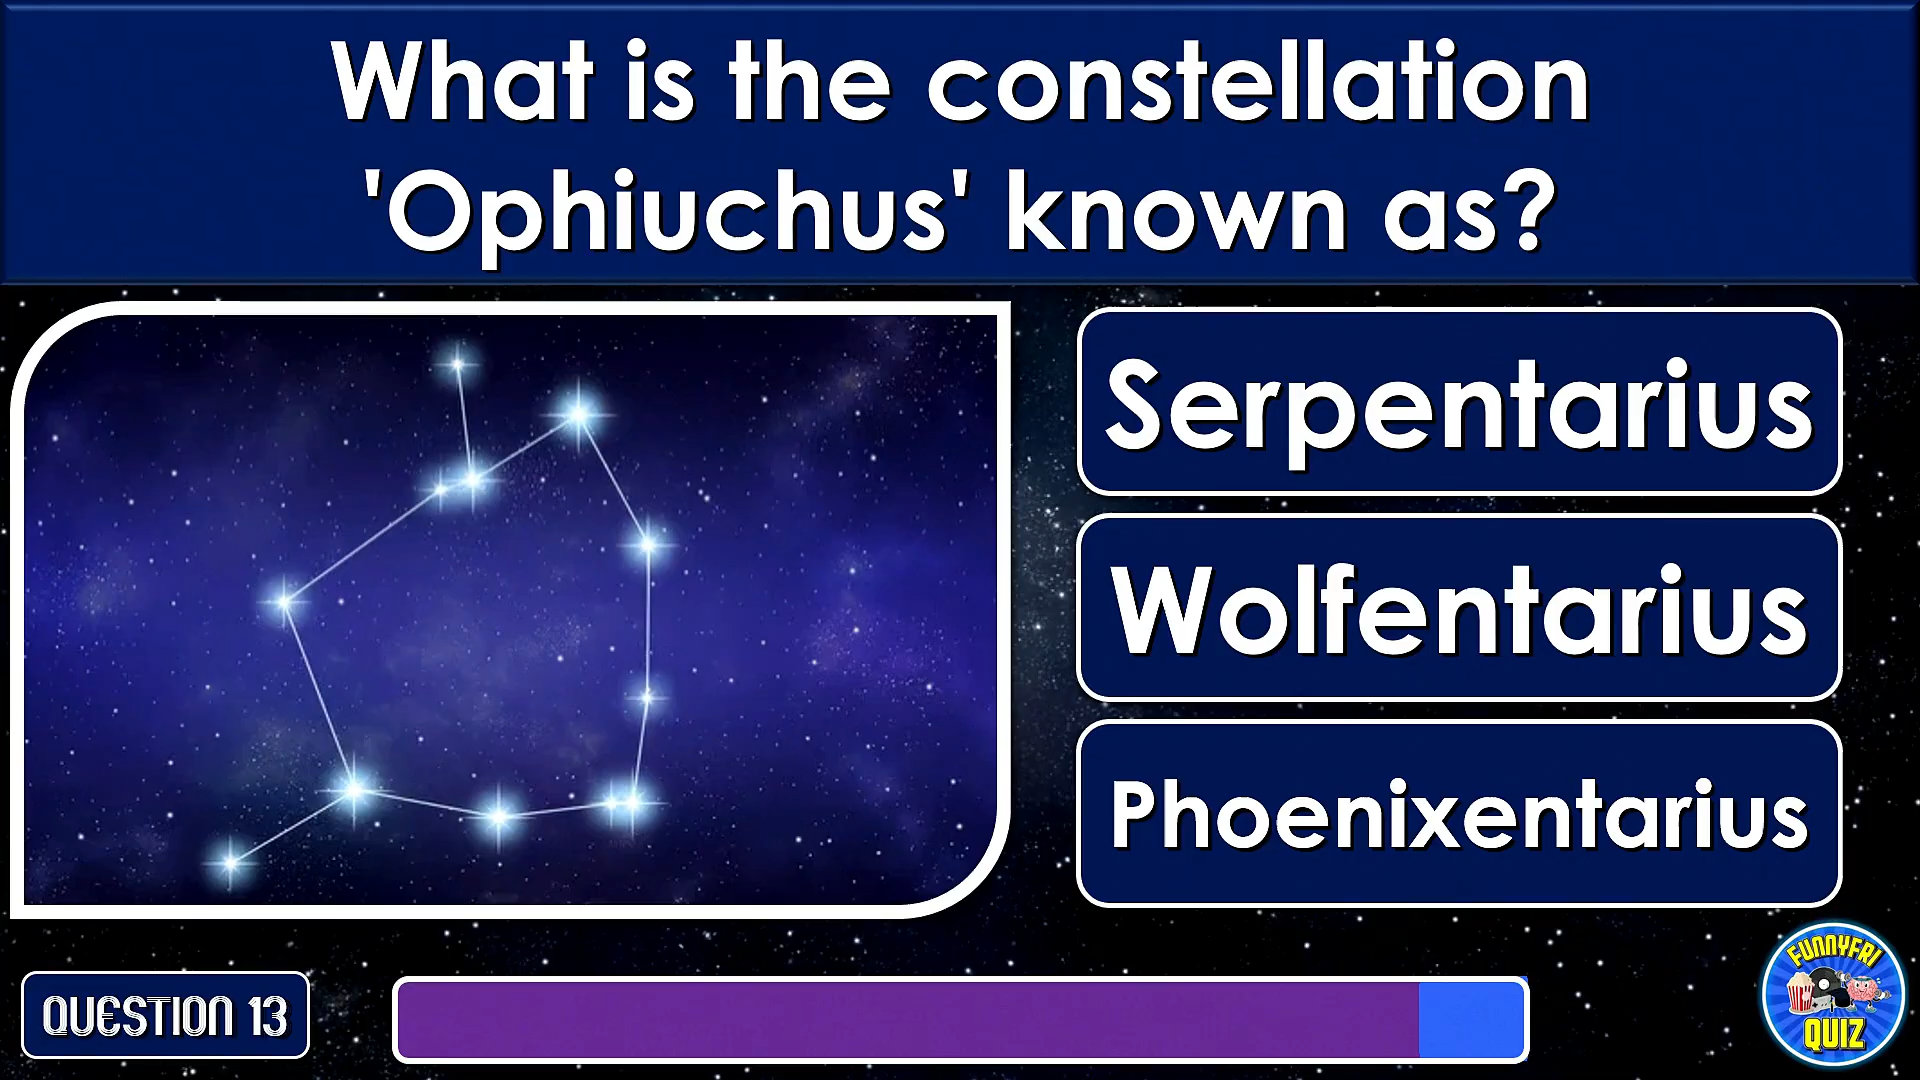 What is the constellation
'Ophiuchus' known as?
Serpentarius
Wolfentarius
Phoenixentarius
QUESTION 13
FUNNYFRI
QUIZ